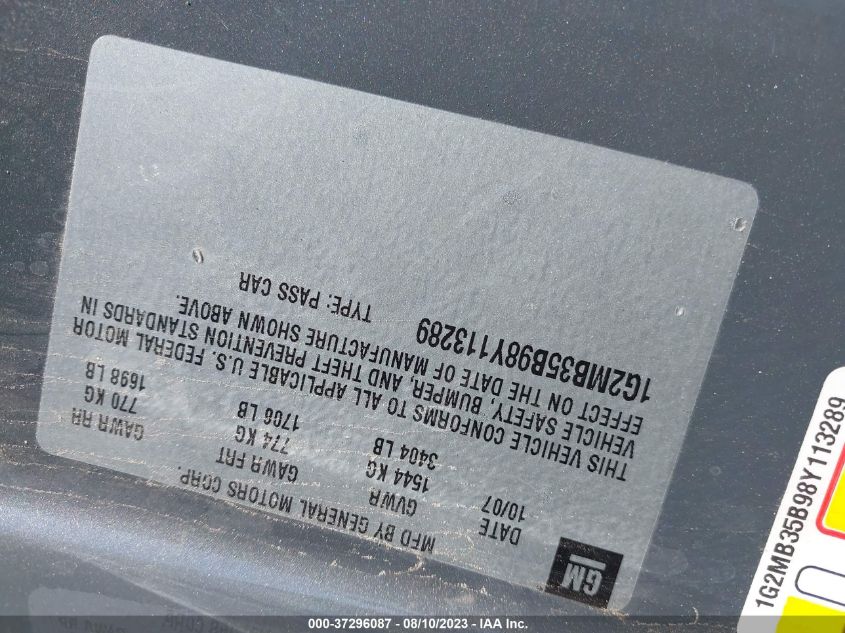 GM
MFD BY GENERAL MOTORS CORP.
DATE GVWR GAWR FRT GAWR RR
10/07 1544 KG 774 KG 770 KG
3404 LB 1706 LB 1698 LB
THIS VEHICLE CONFORMS TO ALL APPLICABLE U.S. FEDERAL MOTOR
VEHICLE SAFETY, BUMPER, AND THEFT PREVENTION STANDARDS IN
EFFECT ON THE DATE OF MANUFACTURE SHOWN ABOVE.
1G2MB35B98Y113289 TYPE: PASS CAR
1G2MB35B98Y113289
000-37296087 - 08/10/2023 - IAA Inc.